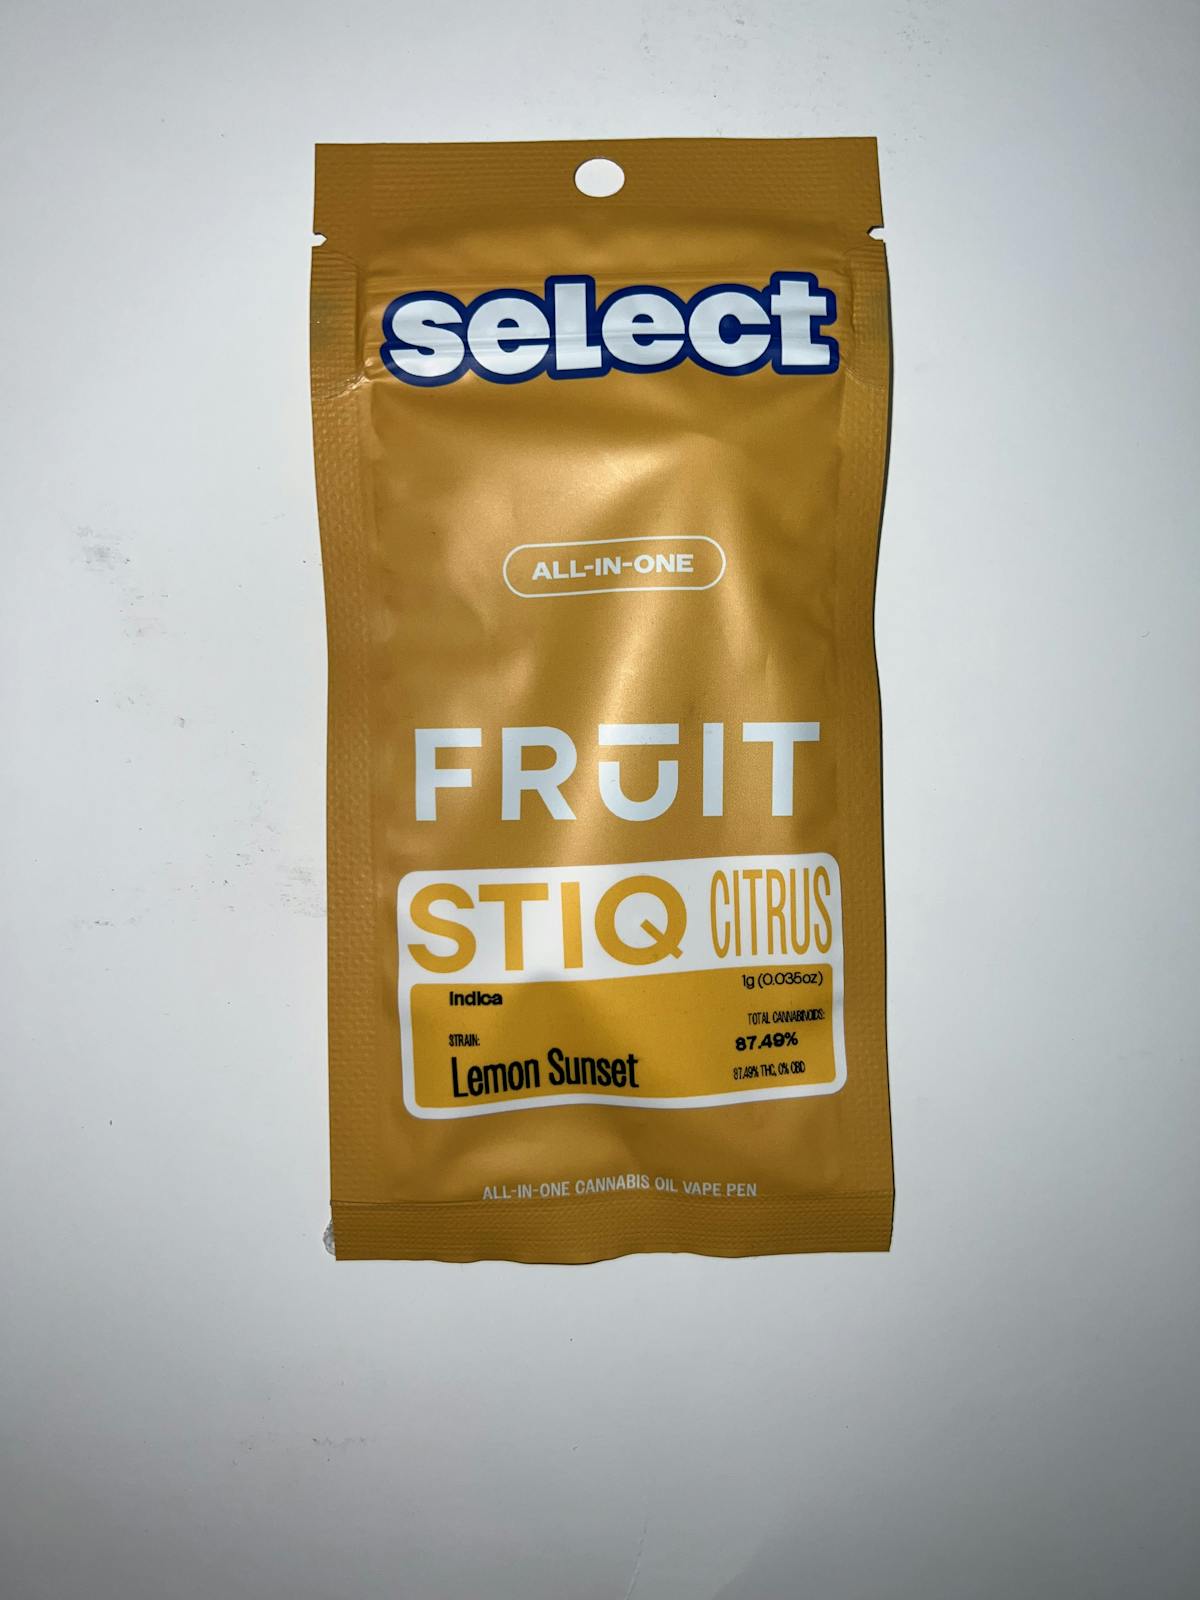 select
ALL-IN-ONE
FRUIT
STIQ CITRUS
Indica
1g (0.035oz)
STRAIN:
Lemon Sunset
TOTAL CANNABINOIDS:
87.49%
87.49% THC, 0% CBD
ALL-IN-ONE CANNABIS OIL VAPE PEN